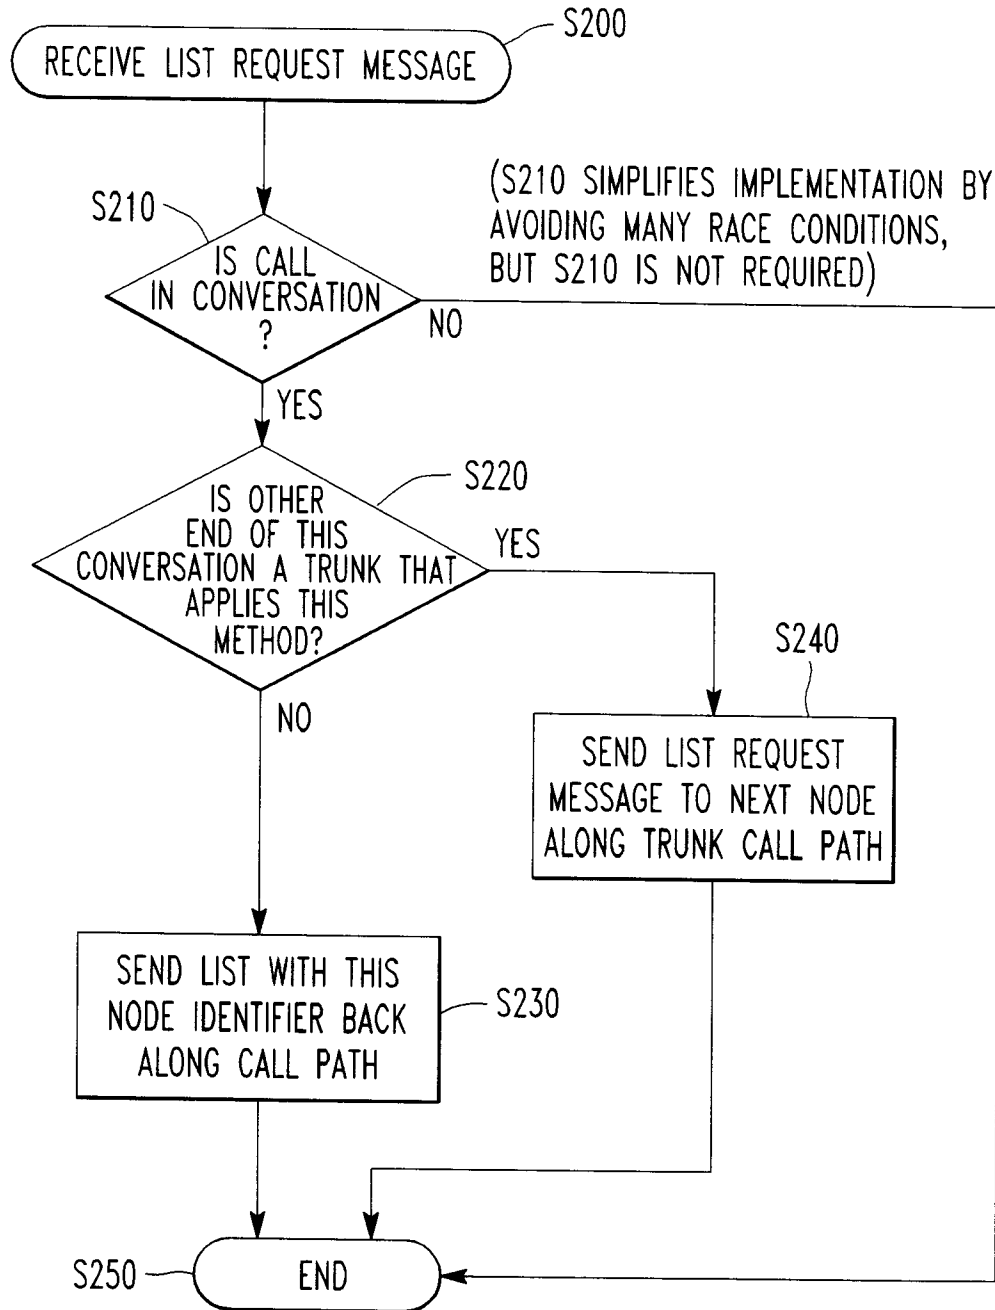 S200
RECEIVE LIST REQUEST MESSAGE
(S210 SIMPLIFIES IMPLEMENTATION BY
AVOIDING MANY RACE CONDITIONS,
BUT S210 IS NOT REQUIRED)
S210
IS CALL
IN CONVERSATION
?
NO
YES
S220
IS OTHER
END OF THIS
CONVERSATION A TRUNK THAT
APPLIES THIS
METHOD?
YES
NO
S240
SEND LIST REQUEST
MESSAGE TO NEXT NODE
ALONG TRUNK CALL PATH
SEND LIST WITH THIS
NODE IDENTIFIER BACK
ALONG CALL PATH
S230
S250
END